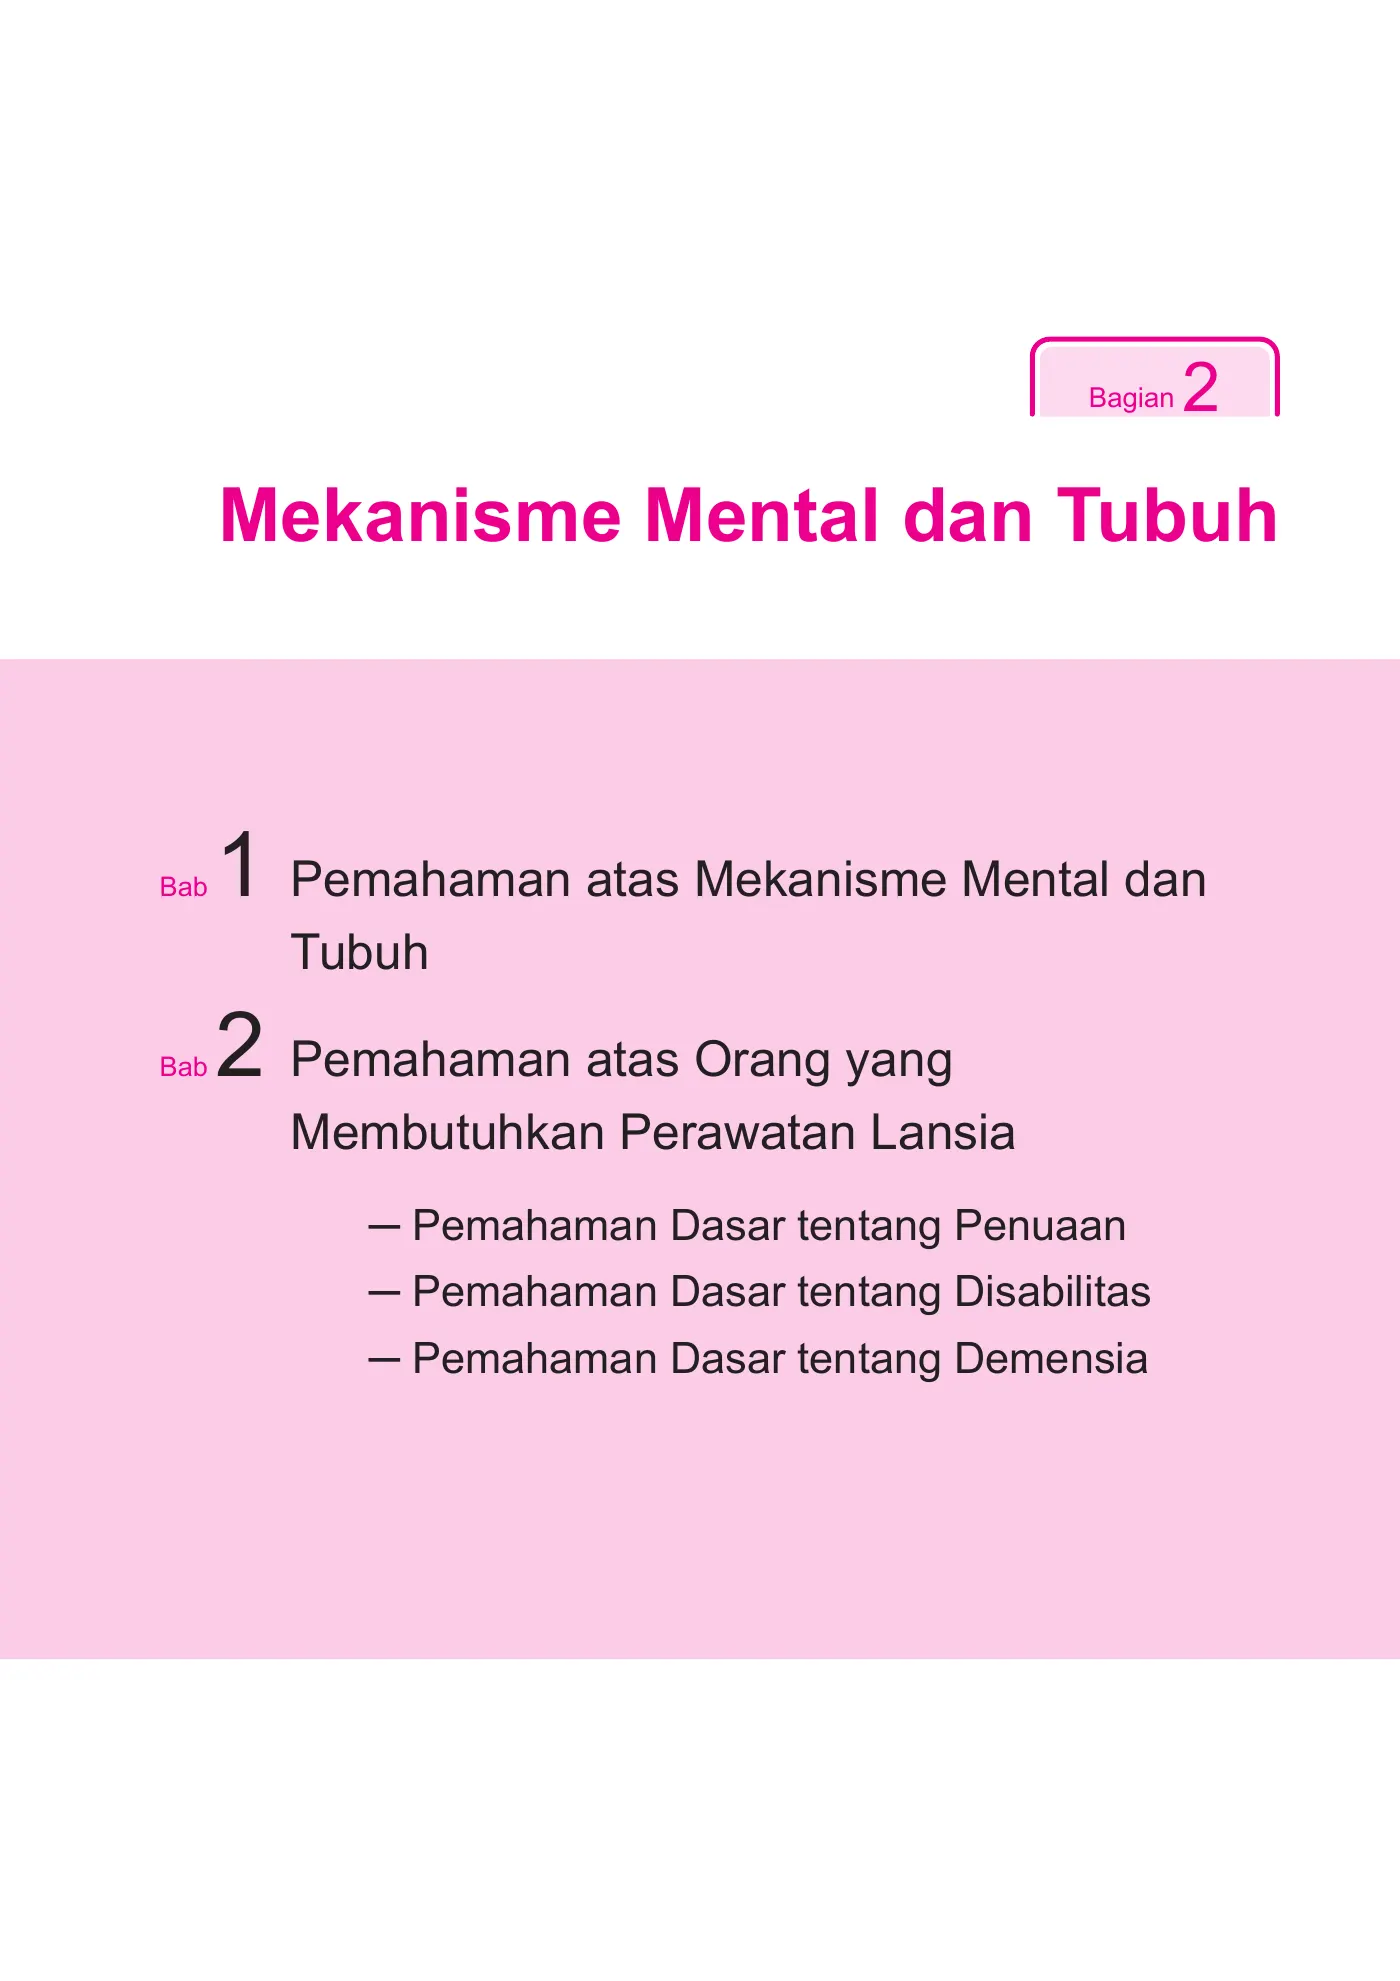 Bagian 2
Mekanisme Mental dan Tubuh
Bab 1 Pemahaman atas Mekanisme Mental dan
Tubuh
Bab 2 Pemahaman atas Orang yang
Membutuhkan Perawatan Lansia
─ Pemahaman Dasar tentang Penuaan
─ Pemahaman Dasar tentang Disabilitas
─ Pemahaman Dasar tentang Demensia